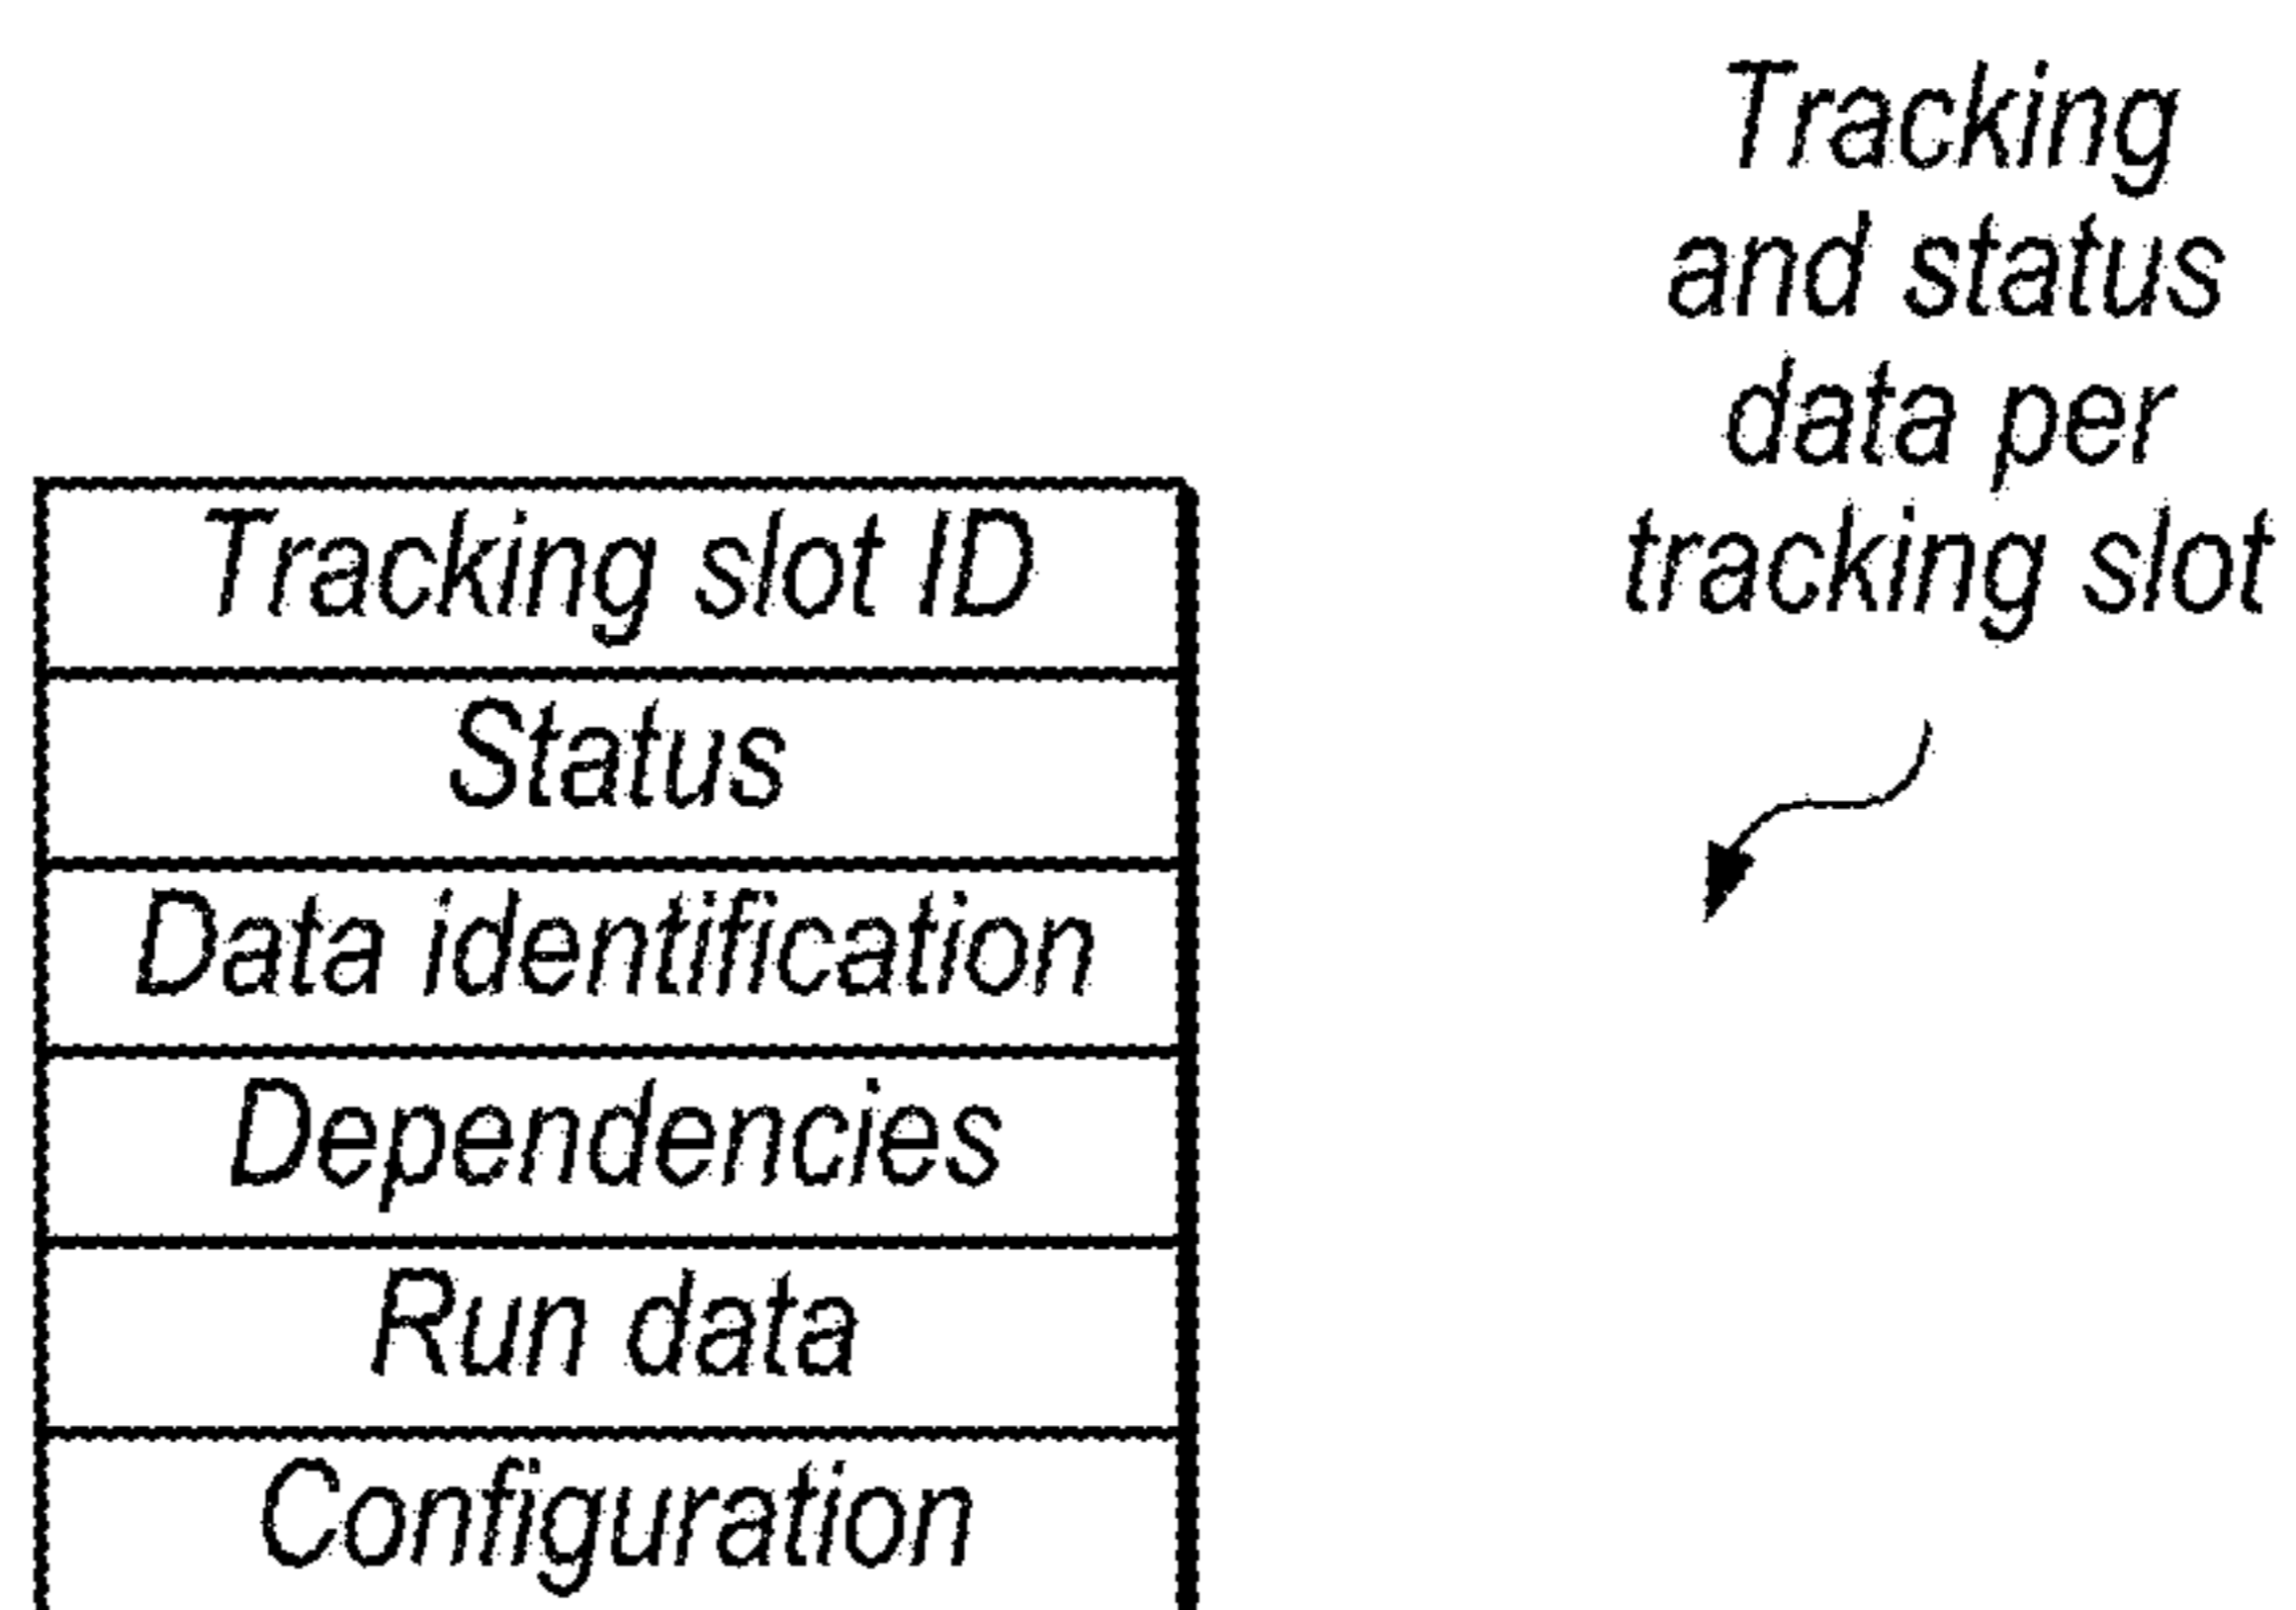 Tracking
and status
data per
tracking slot
Tracking slot ID
Status
Data identification
Dependencies
Run data
Configuration